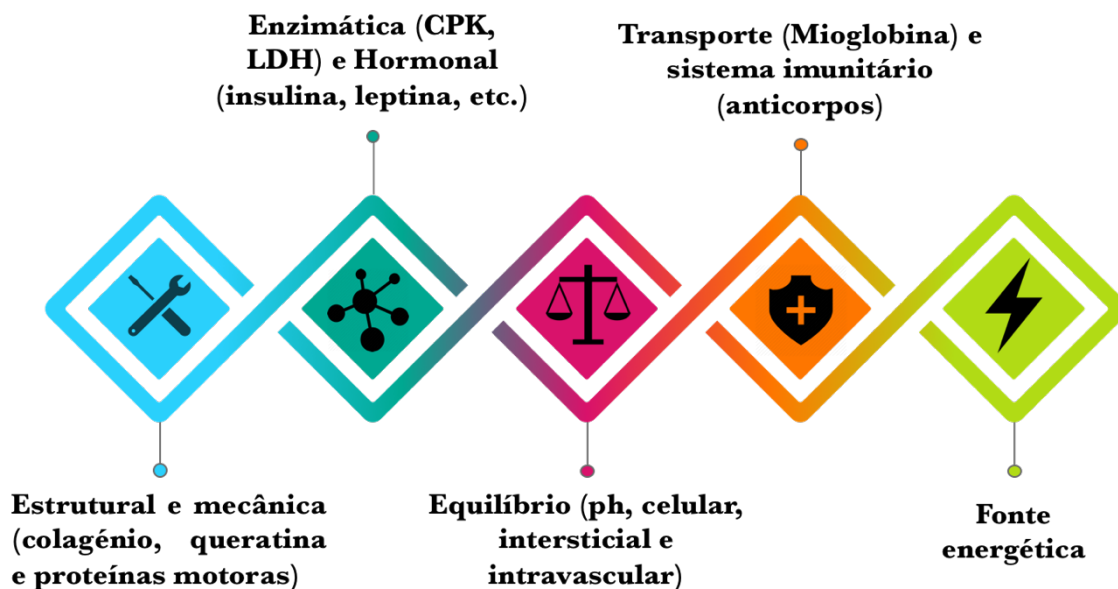 Enzimática (CPK,
LDH) e Hormonal
(insulina, leptina, etc.)
Transporte (Mioglobina) e
sistema imunitário
(anticorpos)
Estrutural e mecânica
(colagénio, queratina
e proteínas motoras)
Equilíbrio (ph, celular,
intersticial e
intravascular)
Fonte
energética